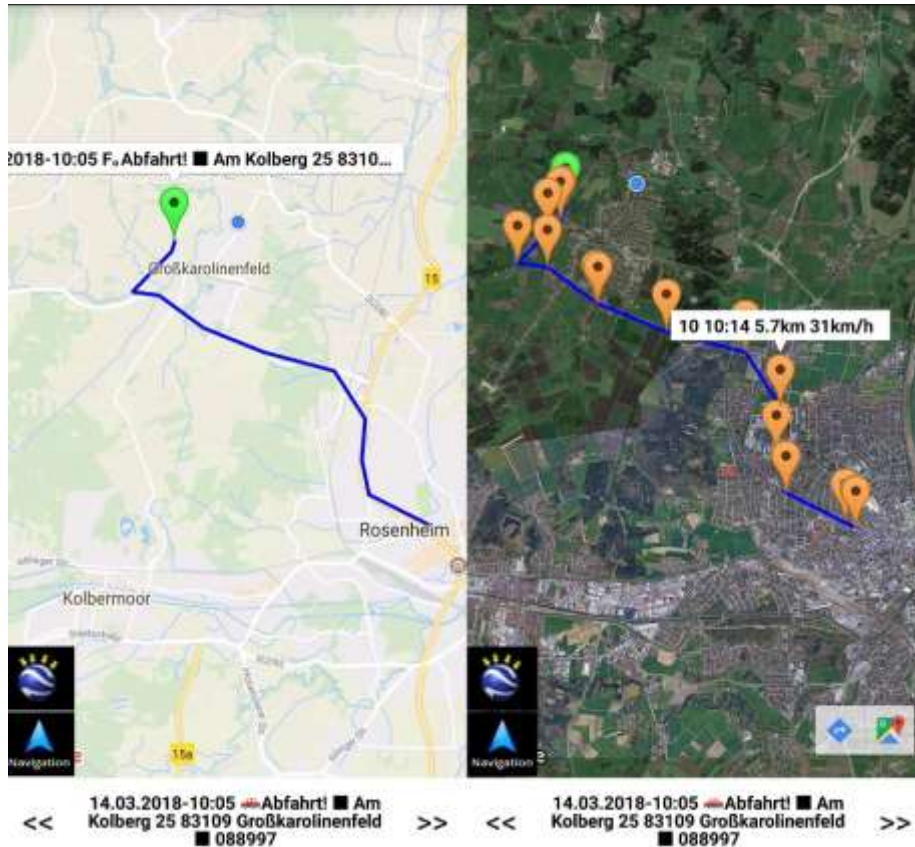 2018-10:05 F. Abfahrt! ■ Am Kolberg 25 8310...
15
Großkarolinenfeld
Rosenheim
Kolbermoor
15a
Navigation
14.03.2018-10:05 Abfahrt! ■ Am
Kolberg 25 83109 Großkarolinenfeld
■ 088997
<< >>
10 10:14 5.7km 31km/h
Navigation
14.03.2018-10:05 Abfahrt! ■ Am
Kolberg 25 83109 Großkarolinenfeld
■ 088997
<< >>